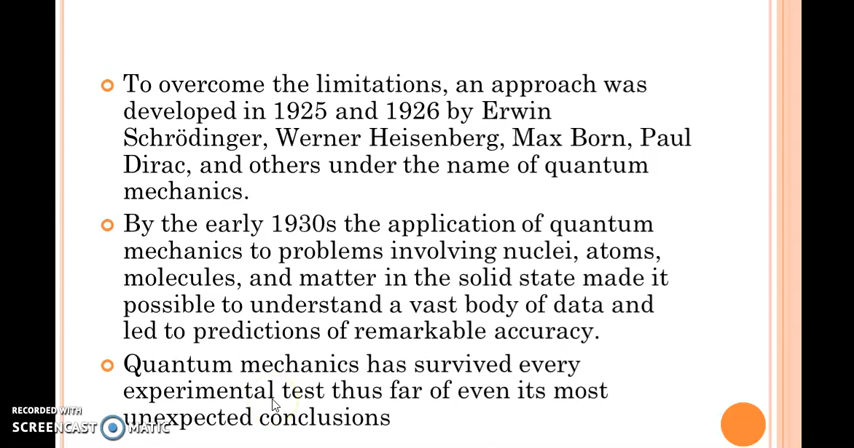 To overcome the limitations, an approach was
developed in 1925 and 1926 by Erwin
Schrödinger, Werner Heisenberg, Max Born, Paul
Dirac, and others under the name of quantum
mechanics.
By the early 1930s the application of quantum
mechanics to problems involving nuclei, atoms,
molecules, and matter in the solid state made it
possible to understand a vast body of data and
led to predictions of remarkable accuracy.
Quantum mechanics has survived every
experimental test thus far of even its most
unexpected conclusions
RECORDED WITH
SCREENCAST MATIC